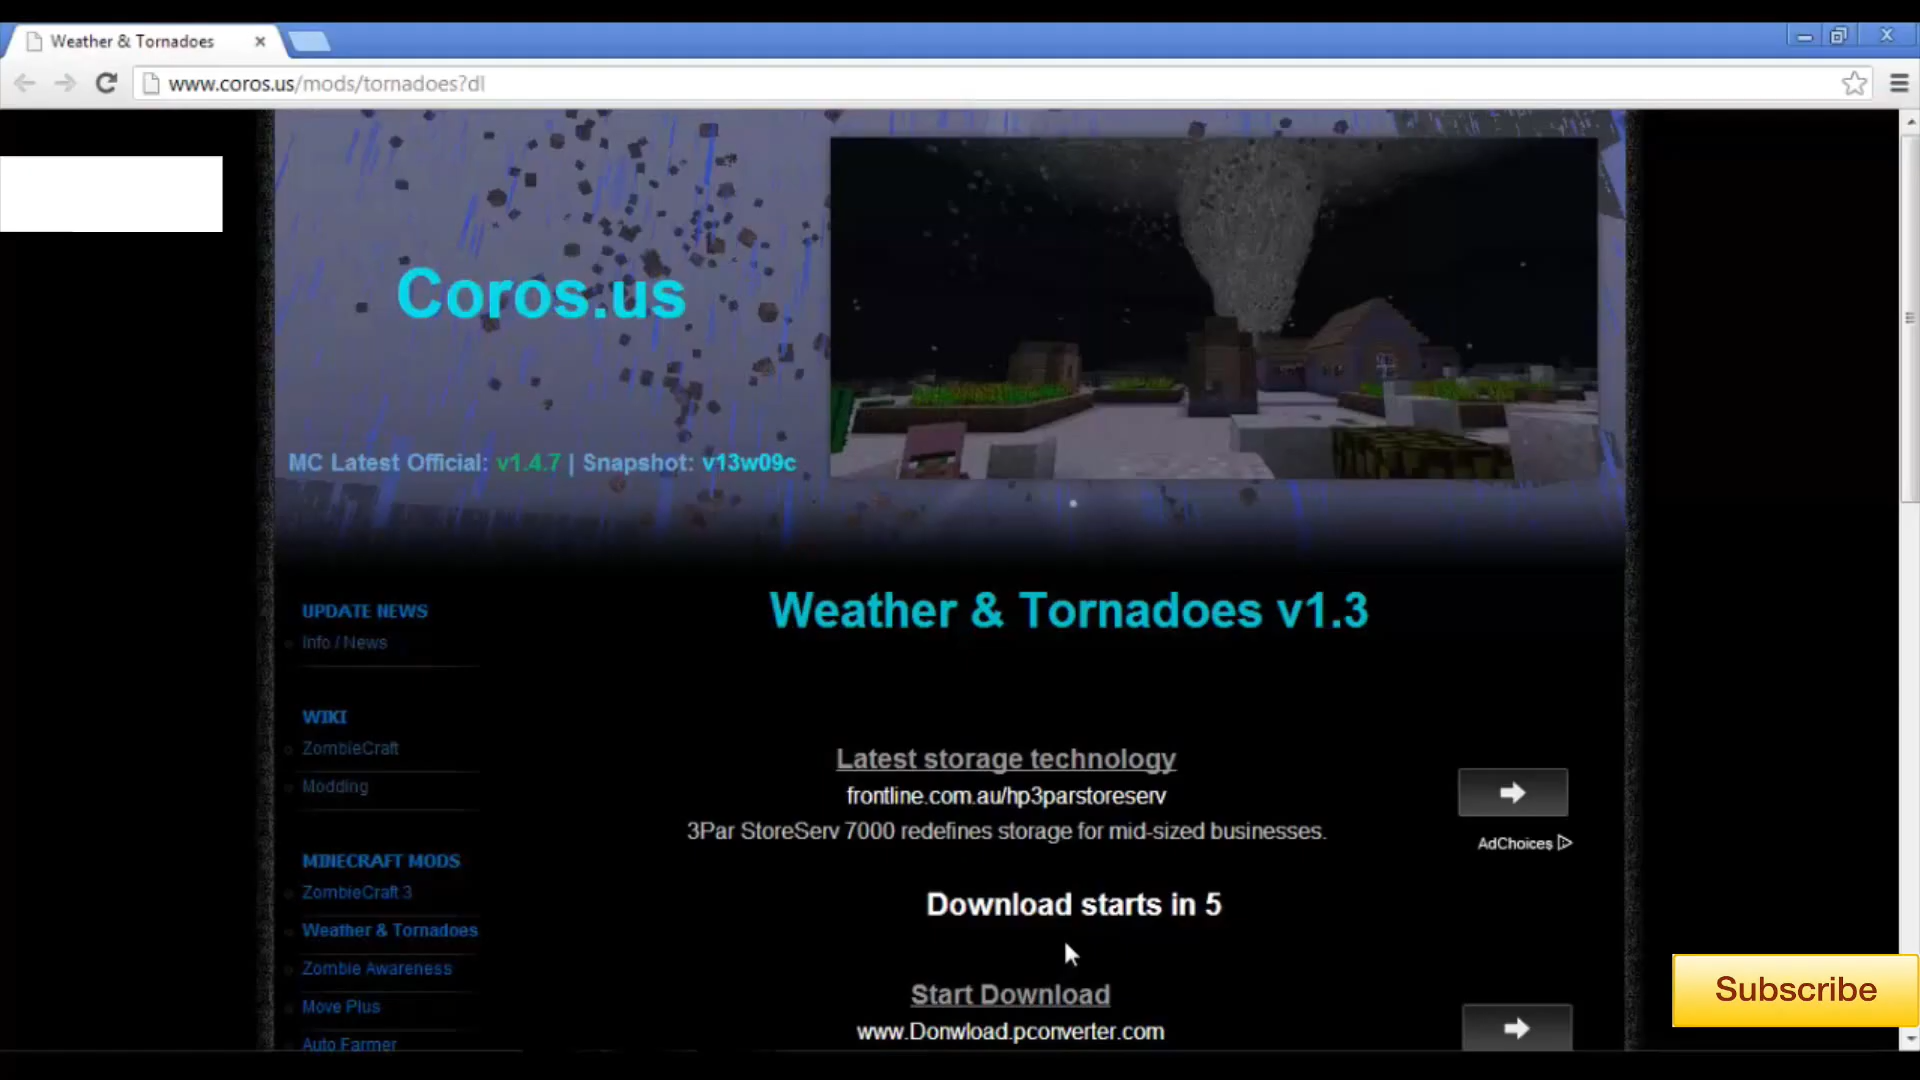 Weather & Tornadoes
www.coros.us/mods/tornadoes?dl
Coros.us
MC Latest Official: v1.4.7 | Snapshot: v13w09c
Weather & Tornadoes v1.3
UPDATE NEWS
Info / News
WIKI
ZombieCraft
Modding
MINECRAFT MODS
ZombieCraft 3
Weather & Tornadoes
Zombie Awareness
Move Plus
Auto Farmer
Latest storage technology
frontline.com.au/hp3parstoreserv
3Par StoreServ 7000 redefines storage for mid-sized businesses.
AdChoices
Download starts in 5
Start Download
www.Donwload.pconverter.com
Subscribe